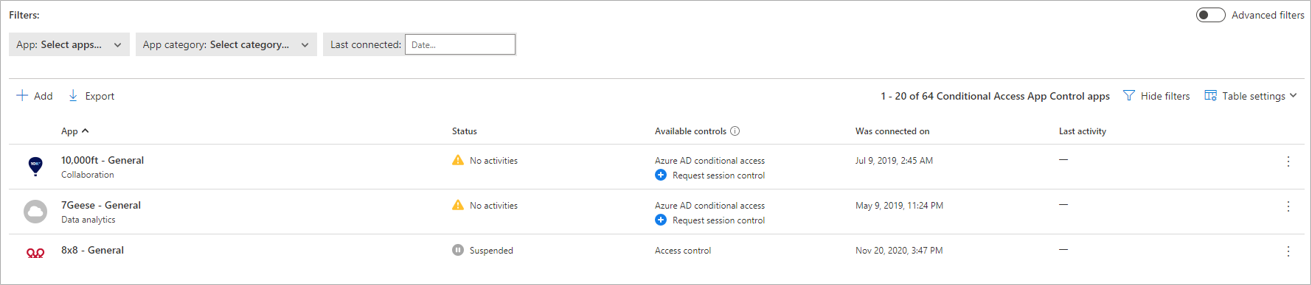 Filters:
Advanced filters
App: Select apps...
App category: Select category...
Last connected: Date...
Add
Export
1 - 20 of 64 Conditional Access App Control apps
Hide filters
Table settings
App Status Available controls Was connected on Last activity
10,000ft - General No activities Azure AD conditional access Jul 9, 2019, 2:45 AM —
Collaboration Request session control
7Geese - General No activities Azure AD conditional access May 9, 2019, 11:24 PM —
Data analytics Request session control
8x8 - General Suspended Access control Nov 20, 2020, 3:47 PM —